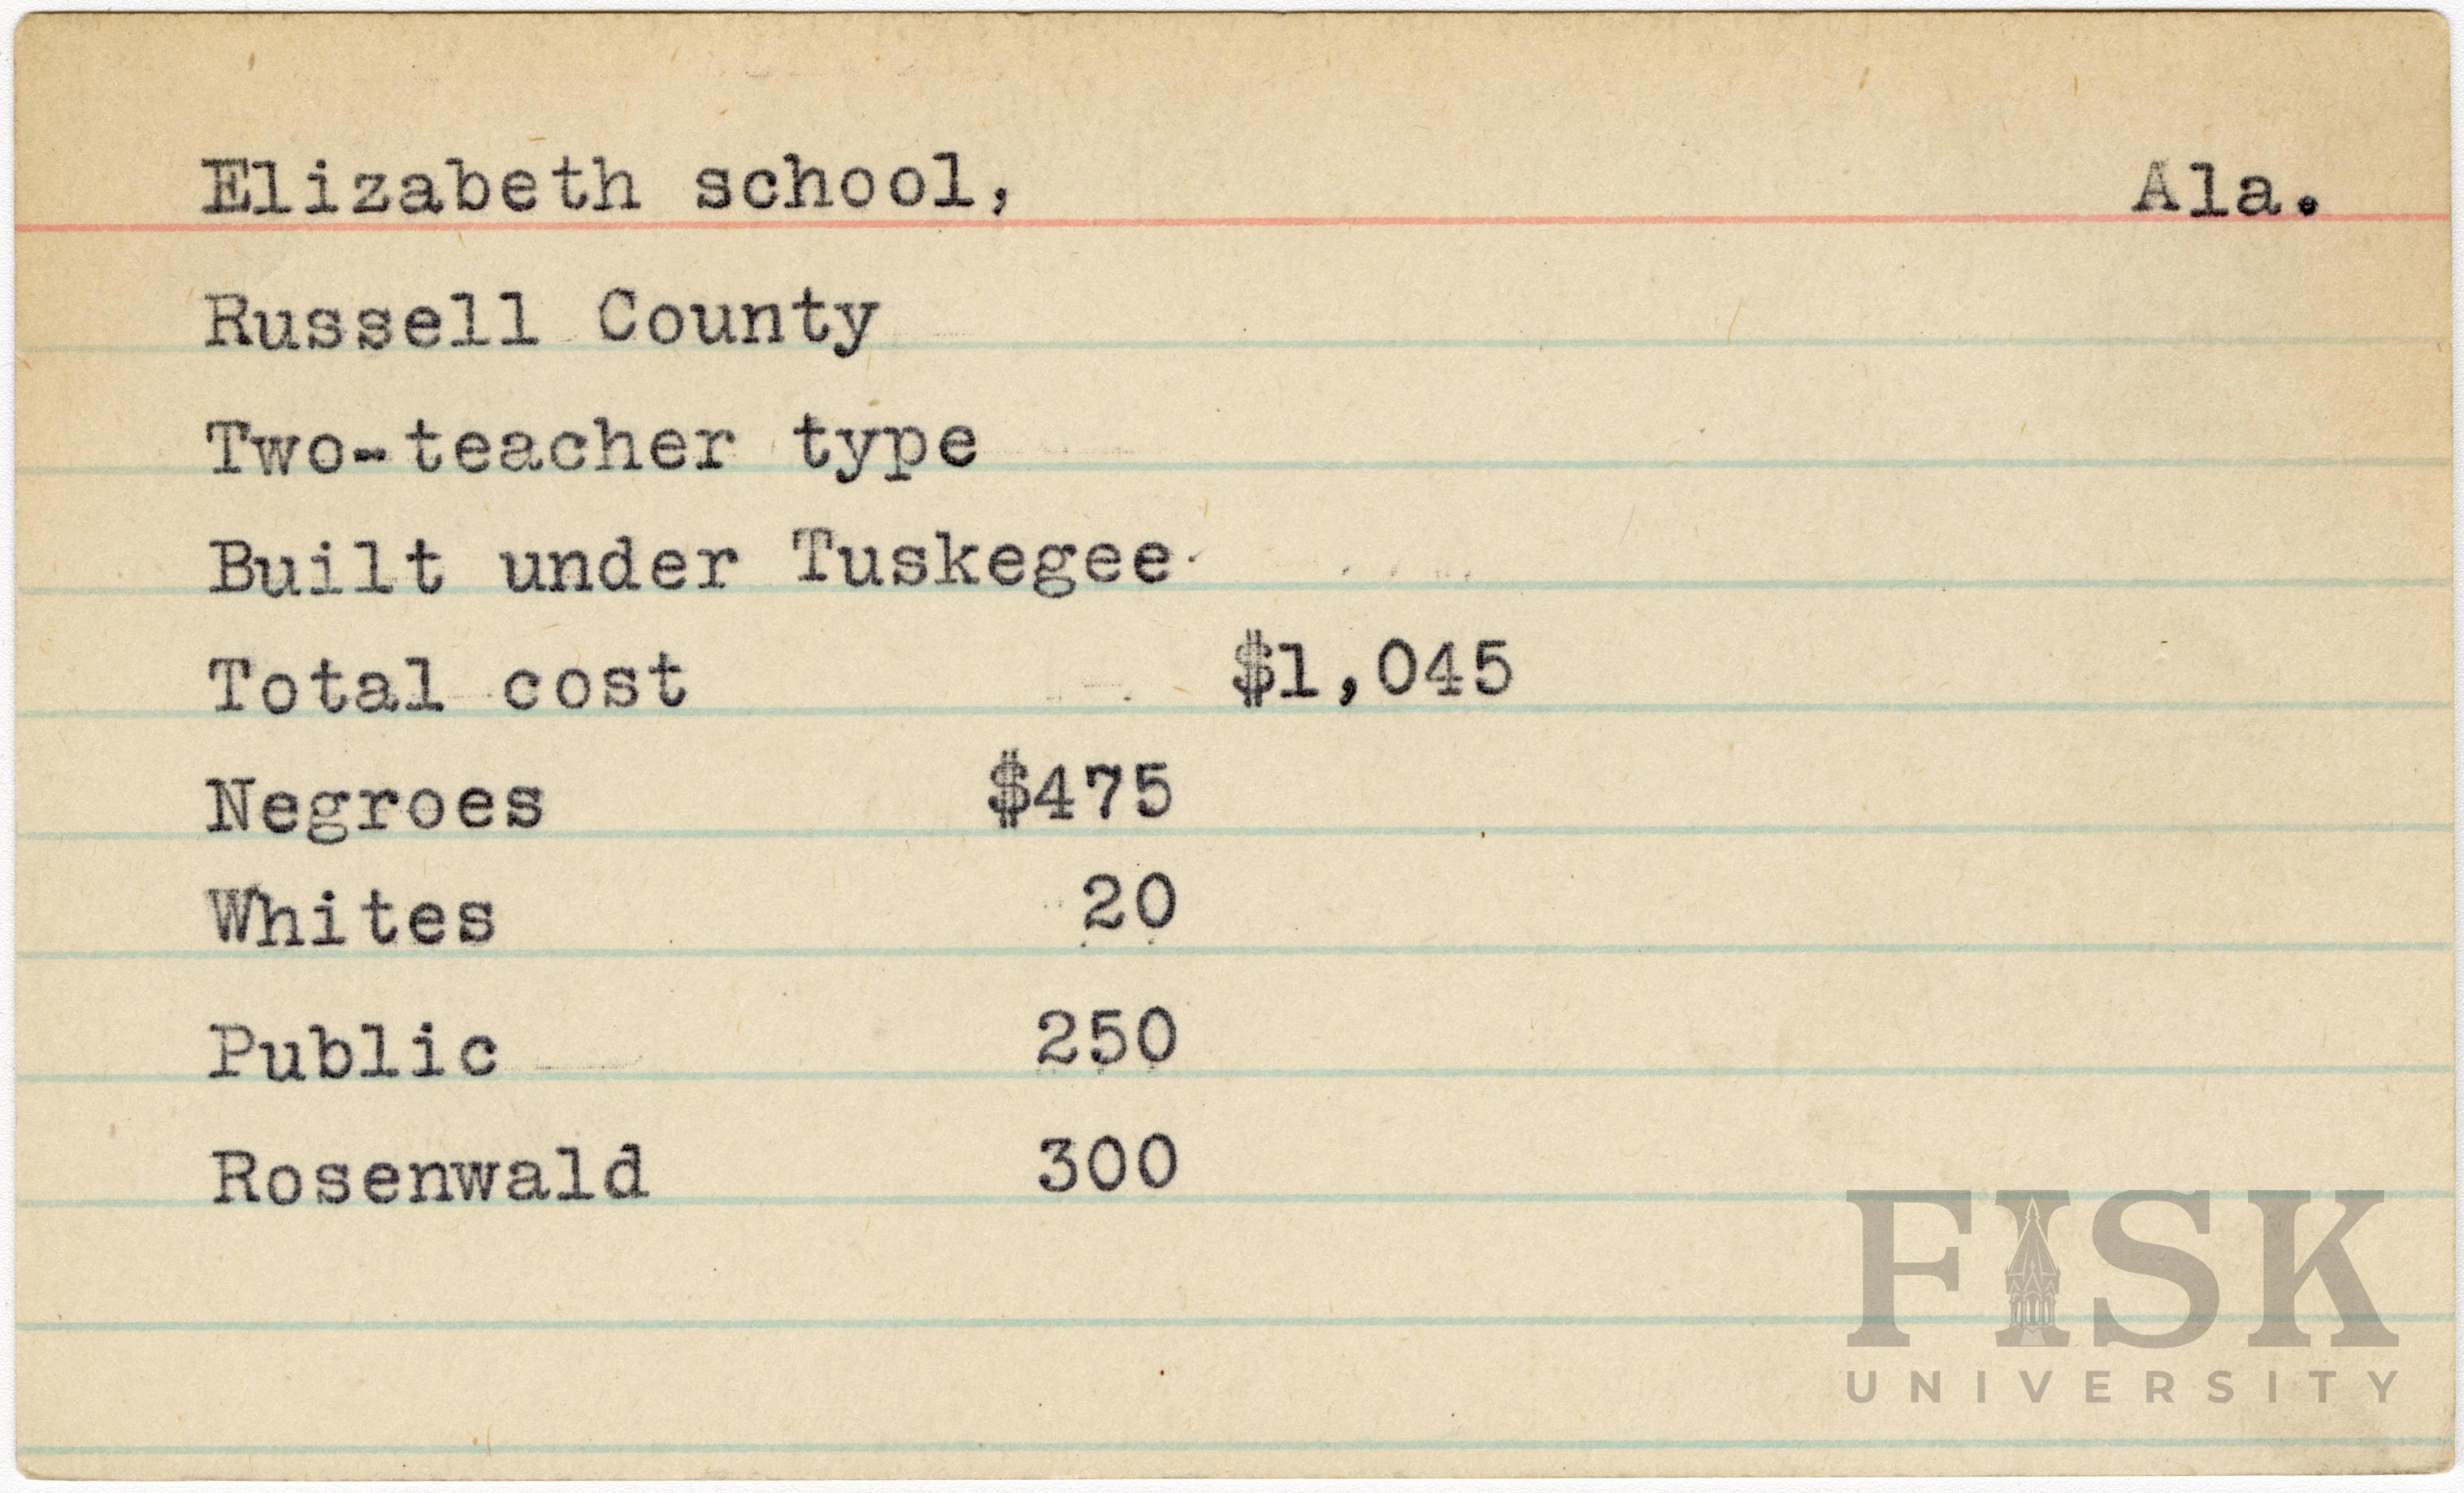 Elizabeth school, Ala.
Russell County
Two-teacher type
Built under Tuskegee
Total cost $1,045
Negroes $475
Whites 20
Public 250
Rosenwald 300
FISK
UNIVERSITY